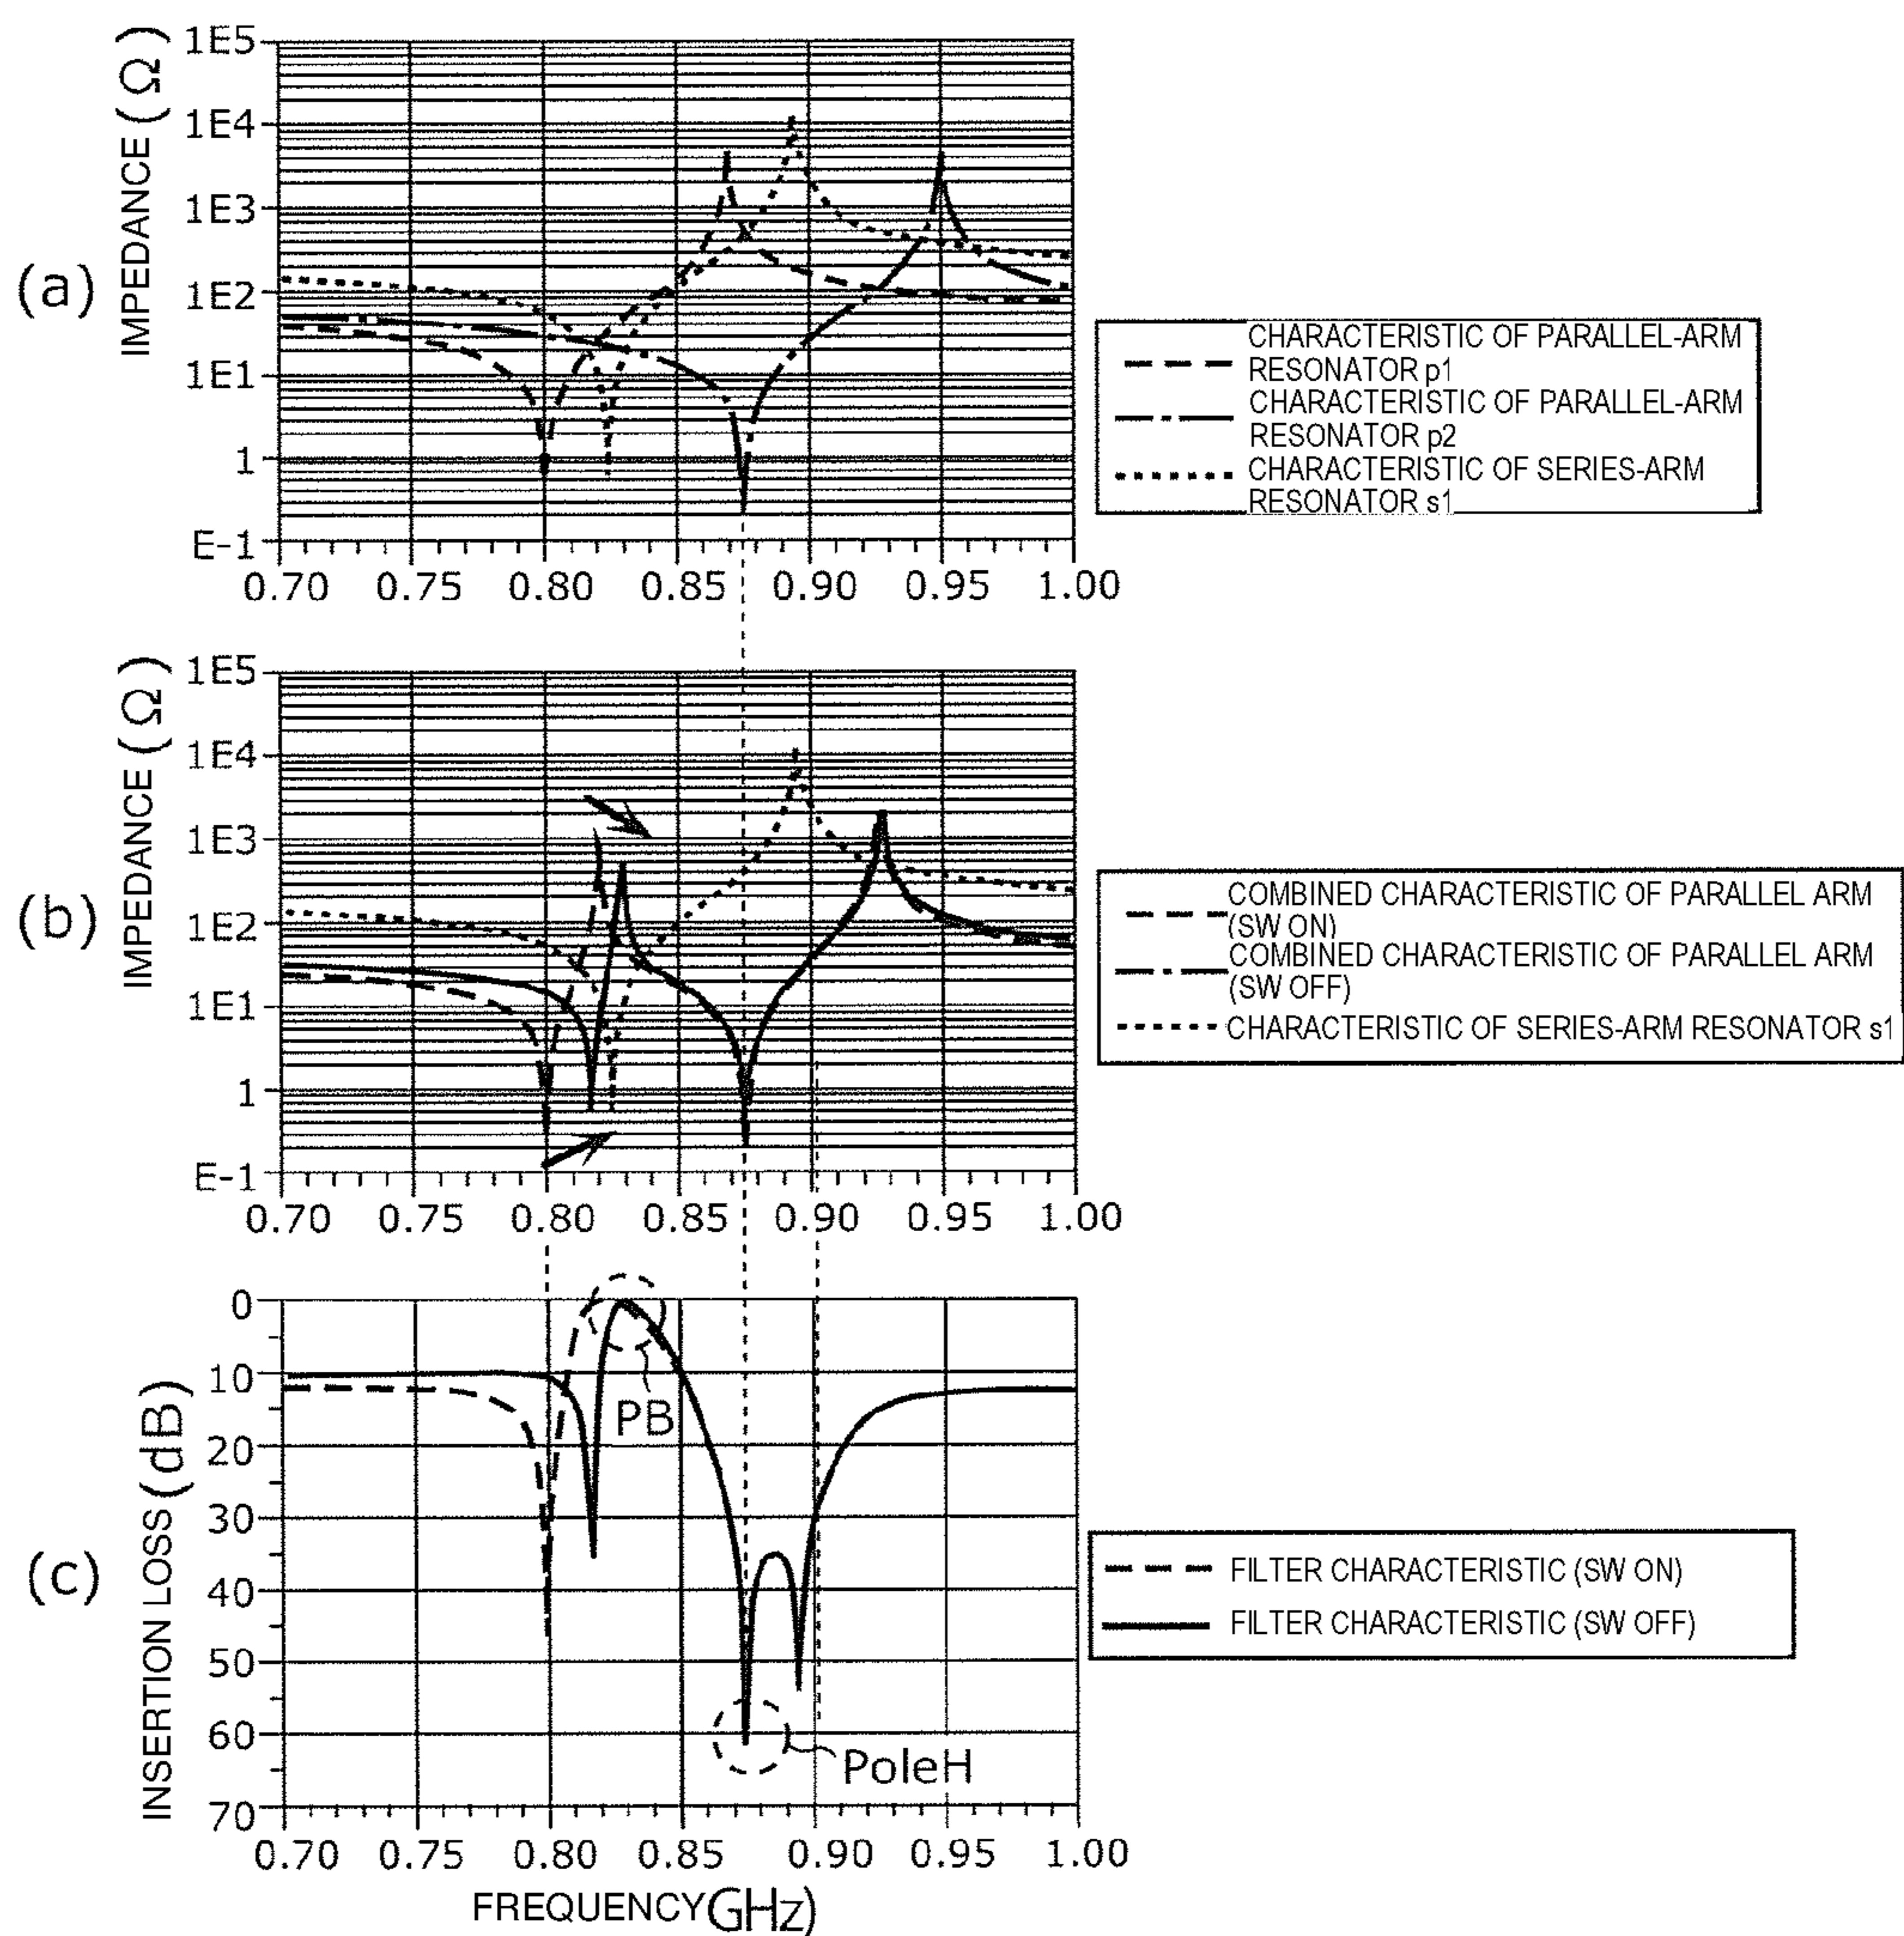 (a)
IMPEDANCE (Ω)
1E5
1E4
1E3
1E2
1E1
1
E-1
0.70 0.75 0.80 0.85 0.90 0.95 1.00
CHARACTERISTIC OF PARALLEL-ARM
RESONATOR p1
CHARACTERISTIC OF PARALLEL-ARM
RESONATOR p2
CHARACTERISTIC OF SERIES-ARM
RESONATOR s1
(b)
IMPEDANCE (Ω)
1E5
1E4
1E3
1E2
1E1
1
E-1
0.70 0.75 0.80 0.85 0.90 0.95 1.00
COMBINED CHARACTERISTIC OF PARALLEL ARM
(SW ON)
COMBINED CHARACTERISTIC OF PARALLEL ARM
(SW OFF)
CHARACTERISTIC OF SERIES-ARM RESONATOR s1
(c)
INSERTION LOSS (dB)
0
10
20
30
40
50
60
70
PB
PoleH
0.70 0.75 0.80 0.85 0.90 0.95 1.00
FREQUENCY GHz)
FILTER CHARACTERISTIC (SW ON)
FILTER CHARACTERISTIC (SW OFF)